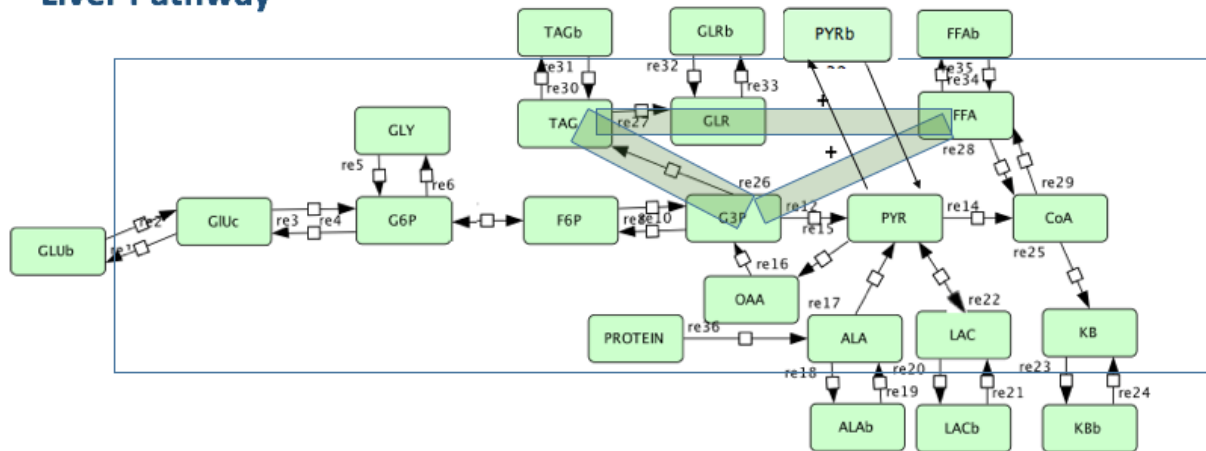 Liver Pathway
TAGb
GLRb
PYRb
FFAb
re31
re30
re32
re33
re35
re34
+
GLY
TAG
re27
GLR
FFA
re28
re5
re6
+
re26
re29
GLUb
re2
GlUc
re3
re4
G6P
F6P
re10
G3P
re12
re15
PYR
re14
CoA
re25
re16
OAA
re17
re22
PROTEIN
re36
ALA
LAC
KB
re18
re19
re20
re21
re23
re24
ALAb
LACb
KBb